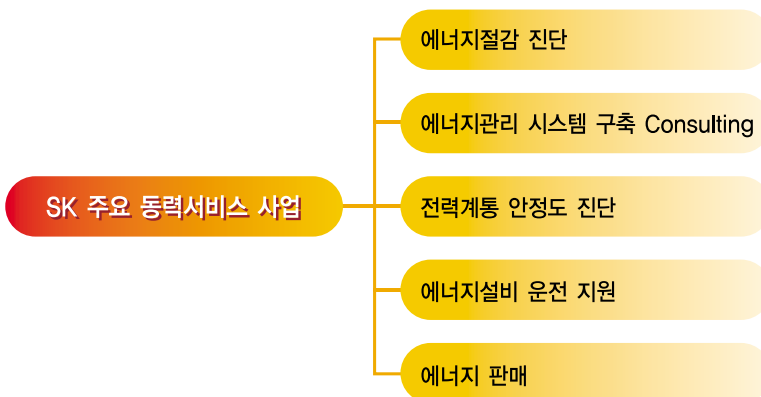 에너지절감 진단
에너지관리 시스템 구축 Consulting
SK 주요 동력서비스 사업
전력계통 안정도 진단
에너지설비 운전 지원
에너지 판매